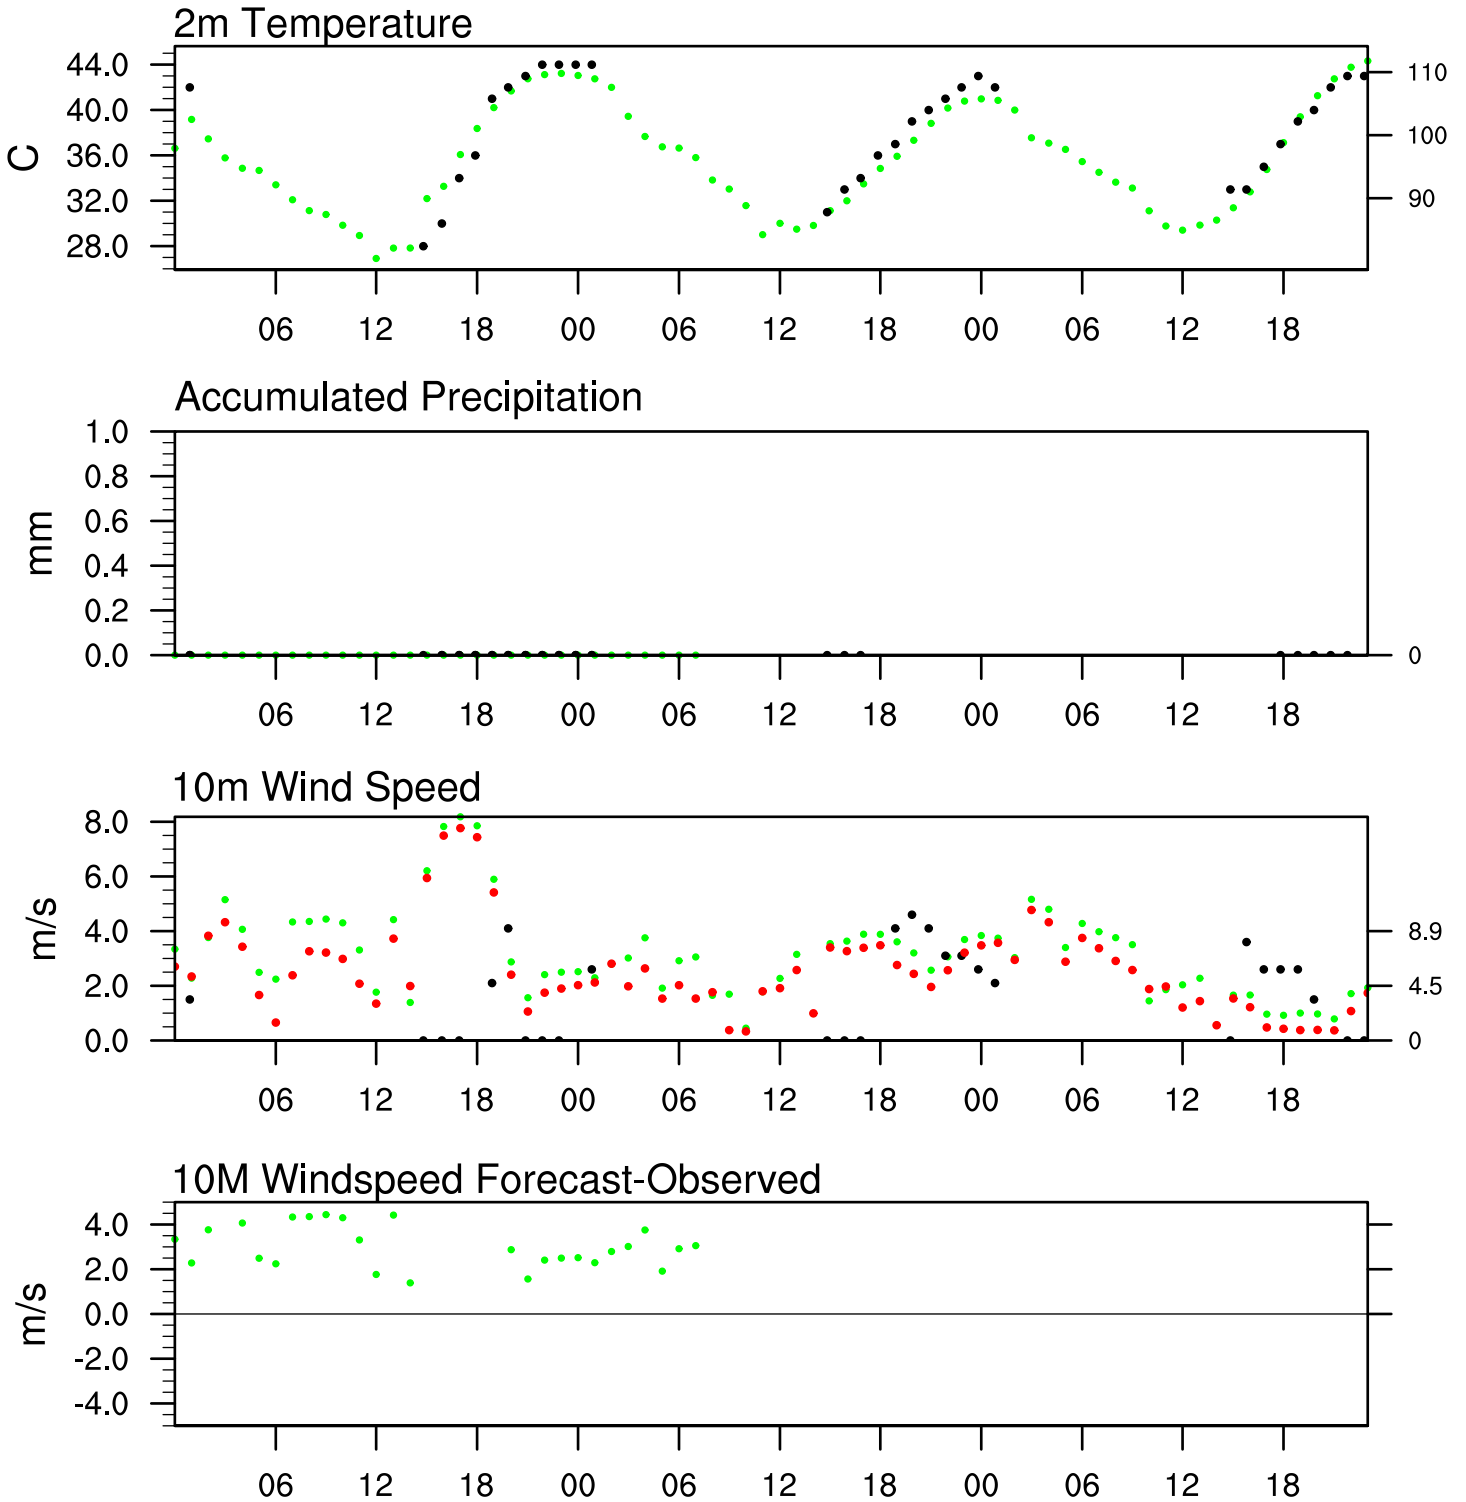 2m Temperature
44.0
40.0
36.0
32.0
28.0
C
110
100
90
06 12 18 00 06 12 18 00 06 12 18
Accumulated Precipitation
1.0
0.8
0.6
0.4
0.2
0.0
mm
0
06 12 18 00 06 12 18 00 06 12 18
10m Wind Speed
8.0
6.0
4.0
2.0
0.0
m/s
8.9
4.5
0
06 12 18 00 06 12 18 00 06 12 18
10M Windspeed Forecast-Observed
4.0
2.0
0.0
-2.0
-4.0
m/s
06 12 18 00 06 12 18 00 06 12 18